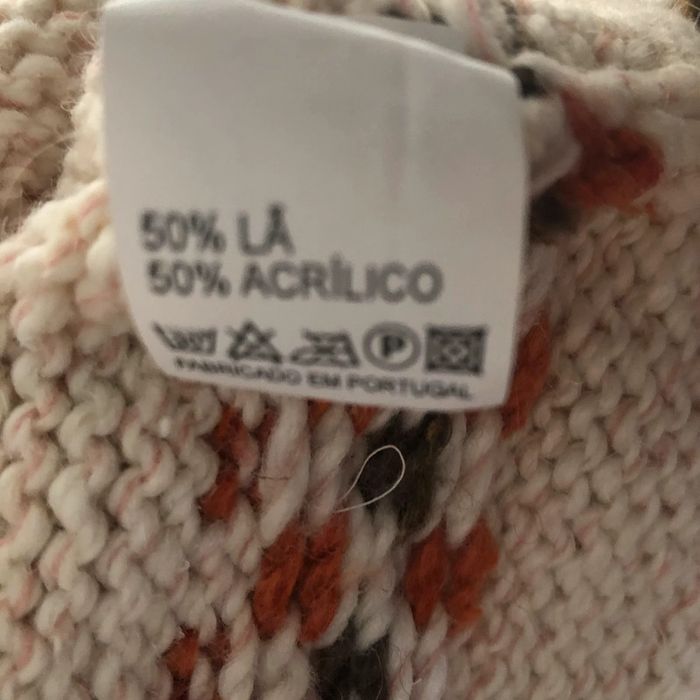 50% LÃ
50% ACRÍLICO
P
FABRICADO EM PORTUGAL